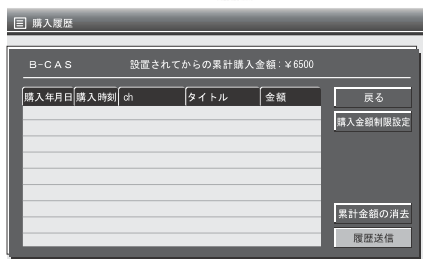 購入履歴
B-CAS 設置されてからの累計購入金額:¥6500
購入年月日 購入時刻 ch タイトル 金額
戻る
購入金額制限設定
累計金額の消去
履歴送信